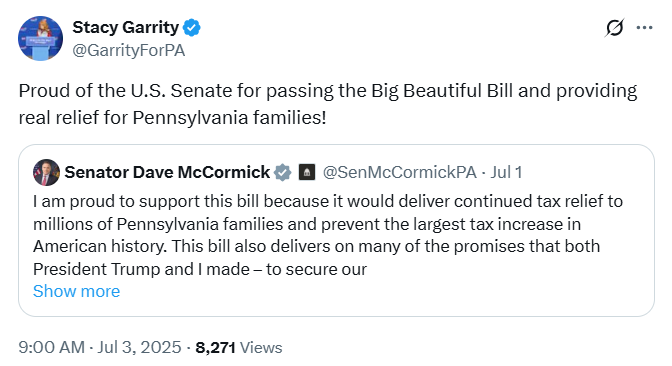 Stacy Garrity
@GarrityForPA
Proud of the U.S. Senate for passing the Big Beautiful Bill and providing
real relief for Pennsylvania families!
Senator Dave McCormick @SenMcCormickPA · Jul 1
I am proud to support this bill because it would deliver continued tax relief to
millions of Pennsylvania families and prevent the largest tax increase in
American history. This bill also delivers on many of the promises that both
President Trump and I made – to secure our
Show more
9:00 AM · Jul 3, 2025 · 8,271 Views